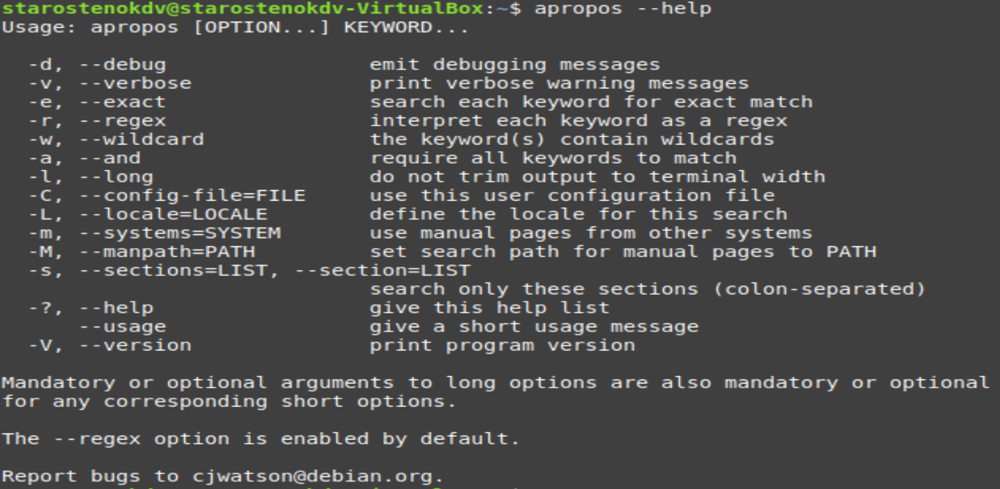 starostenokdv@starostenokdv-VirtualBox:~$ apropos --help
Usage: apropos [OPTION...] KEYWORD...

  -d, --debug                emit debugging messages
  -v, --verbose              print verbose warning messages
  -e, --exact                search each keyword for exact match
  -r, --regex                interpret each keyword as a regex
  -w, --wildcard             the keyword(s) contain wildcards
  -a, --and                  require all keywords to match
  -l, --long                 do not trim output to terminal width
  -C, --config-file=FILE     use this user configuration file
  -L, --locale=LOCALE        define the locale for this search
  -m, --systems=SYSTEM       use manual pages from other systems
  -M, --manpath=PATH         set search path for manual pages to PATH
  -s, --sections=LIST, --section=LIST
                             search only these sections (colon-separated)
  -?, --help                 give this help list
      --usage                give a short usage message
  -V, --version              print program version

Mandatory or optional arguments to long options are also mandatory or optional
for any corresponding short options.

The --regex option is enabled by default.

Report bugs to cjwatson@debian.org.